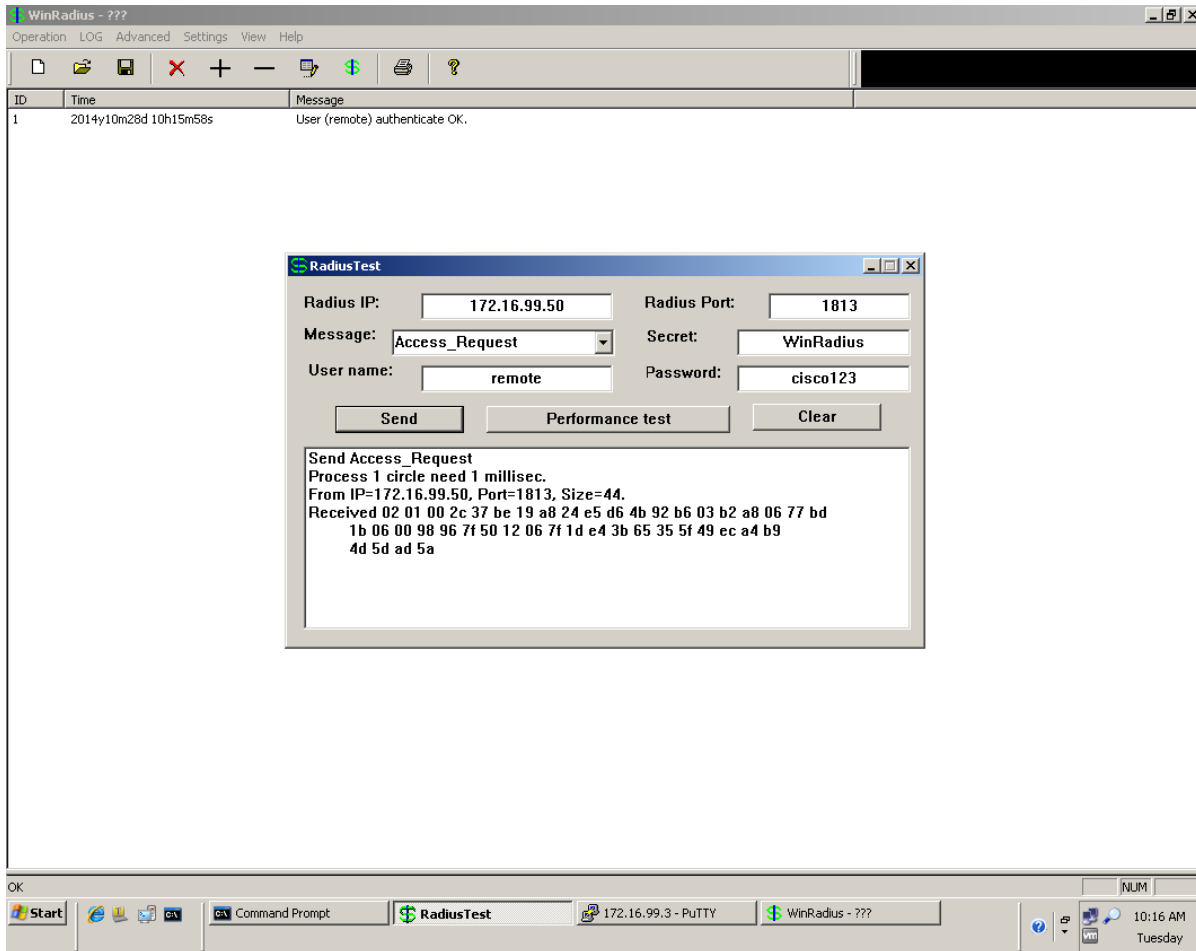 WinRadius - ???
Operation LOG Advanced Settings View Help
ID Time Message
1 2014y10m28d 10h15m58s User (remote) authenticate OK.
RadiusTest
Radius IP: 172.16.99.50 Radius Port: 1813
Message: Access_Request Secret: WinRadius
User name: remote Password: cisco123
Send Performance test Clear
Send Access_Request
Process 1 circle need 1 millisec.
From IP=172.16.99.50, Port=1813, Size=44.
Received 02 01 00 2c 37 be 19 a8 24 e5 d6 4b 92 b6 03 b2 a8 06 77 bd
1b 06 00 98 96 7f 50 12 06 7f 1d e4 3b 65 35 5f 49 ec a4 b9
4d 5d ad 5a
OK NUM
Start C:\ Command Prompt RadiusTest 172.16.99.3 - PuTTY WinRadius - ??? 10:16 AM
Tuesday